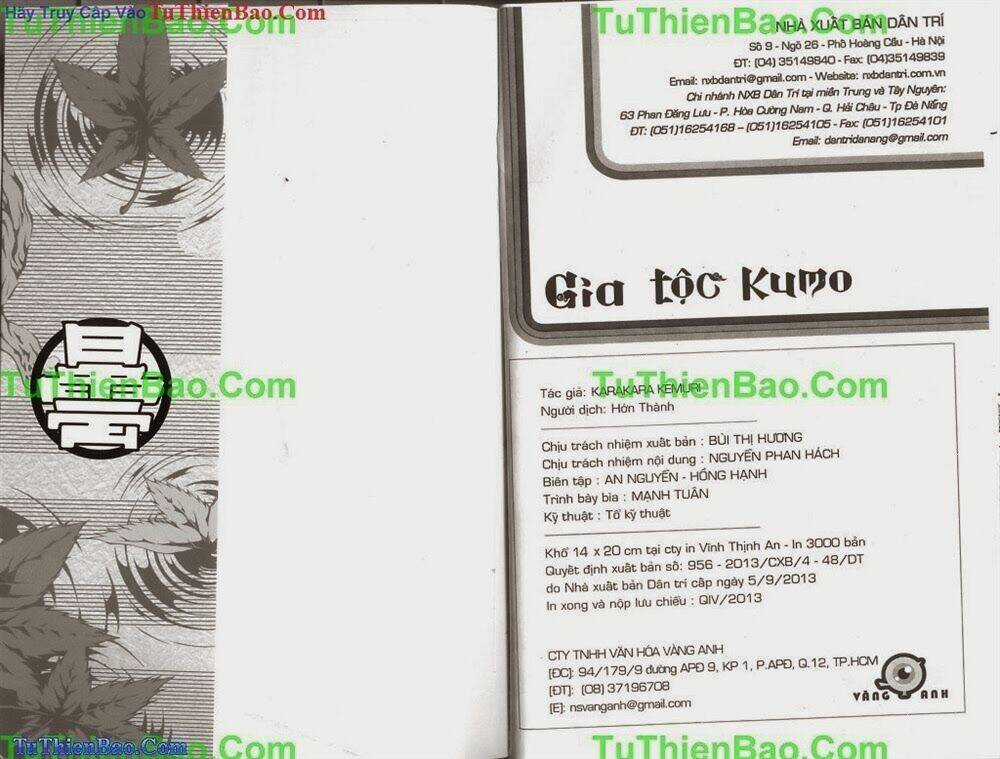 Hãy Truy Cập Vào TuThienBao.Com
TuThienBao.Com
TuThienBao.Com
NHÀ XUẤT BẢN DÂN TRÍ
Số 9 - Ngõ 26 - Phố Hoàng Cầu - Hà Nội
ĐT: (04) 35149840 - Fax: (04)35149839
Email: nxbdantri@gmail.com - Website: nxbdantri.com.vn
Chi nhánh NXB Dân Trí tại miền Trung và Tây Nguyên:
63 Phan Đăng Lưu - P. Hòa Cường Nam - Q. Hải Châu - Tp Đà Nẵng
ĐT: (051)16254168 – (051)16254105 - Fax: (051)16254101
Email: dantridanang@gmail.com
Gia tộc Kumo
TuThienBao.Com
TuThienBao.Com
Tác giả: KARAKARA KEMURI
Người dịch: Hớn Thành
Chịu trách nhiệm xuất bản : BÙI THỊ HƯƠNG
Chịu trách nhiệm nội dung : NGUYỄN PHAN HÁCH
Biên tập : AN NGUYÊN - HỒNG HẠNH
Trình bày bìa : MẠNH TUẤN
Kỹ thuật : Tổ kỹ thuật
Khổ 14 x 20 cm tại cty in Vĩnh Thịnh An - In 3000 bản
Quyết định xuất bản số: 956 - 2013/CXB/4 - 48/DT
do Nhà xuất bản Dân trí cấp ngày 5/9/2013
In xong và nộp lưu chiểu : QIV/2013
CTY TNHH VĂN HÓA VÀNG ANH
[ĐC]: 94/179/9 đường APĐ 9, KP 1, P.APĐ, Q.12, TP.HCM
[ĐT]: (08) 37196708
[E]: nsvanganh@gmail.com
VÀNG ANH
TuThienBao.Com
TuThienBao.Com
TuThienBao.Com